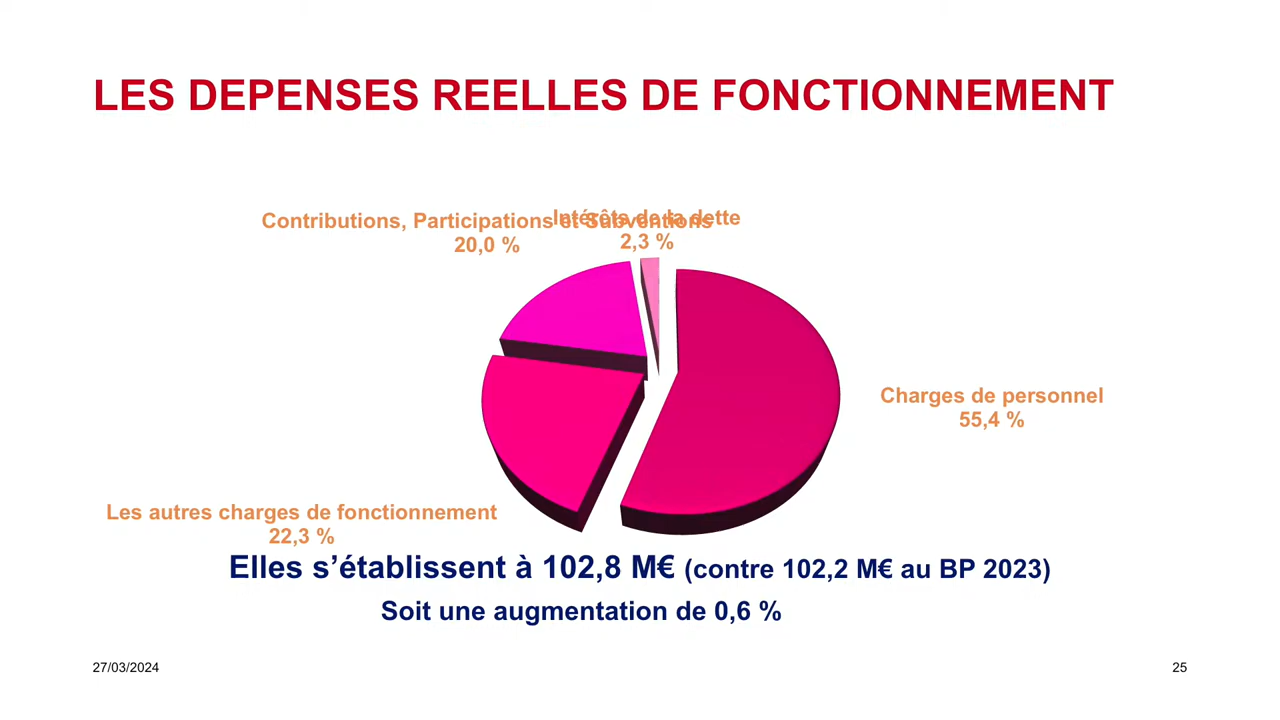 LES DEPENSES REELLES DE FONCTIONNEMENT
Contributions, Participations et Subventions
20,0 %
Intérêts de la dette
2,3 %
Charges de personnel
55,4 %
Les autres charges de fonctionnement
22,3 %
Elles s’établissent à 102,8 M€ (contre 102,2 M€ au BP 2023)
Soit une augmentation de 0,6 %
27/03/2024
25